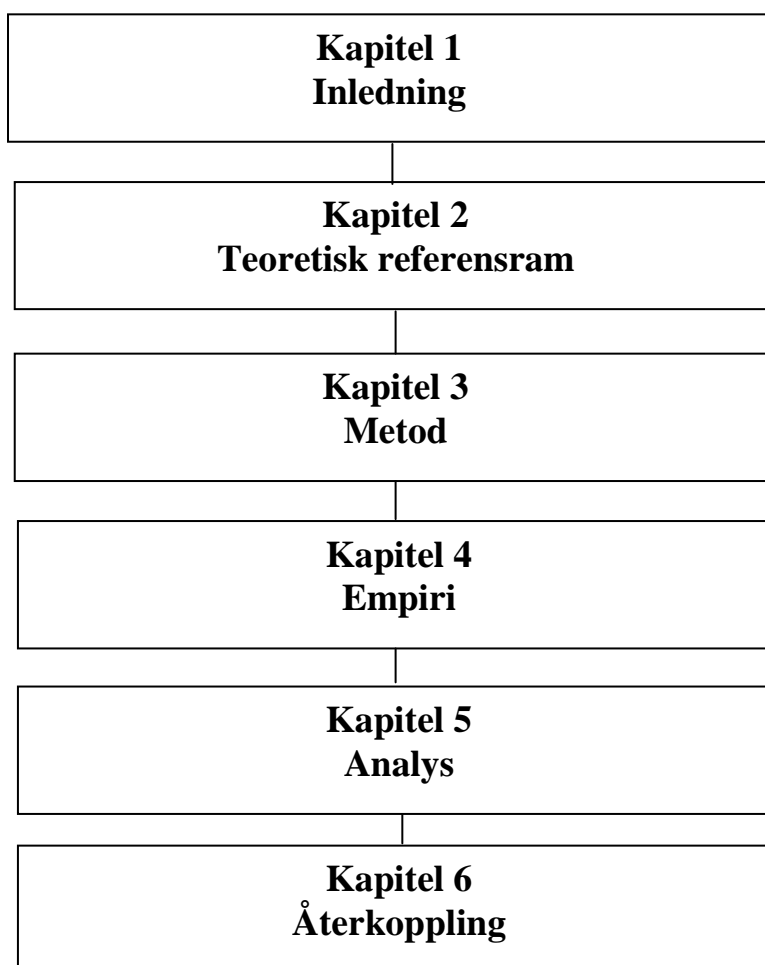 Kapitel 1
Inledning
Kapitel 2
Teoretisk referensram
Kapitel 3
Metod
Kapitel 4
Empiri
Kapitel 5
Analys
Kapitel 6
Återkoppling